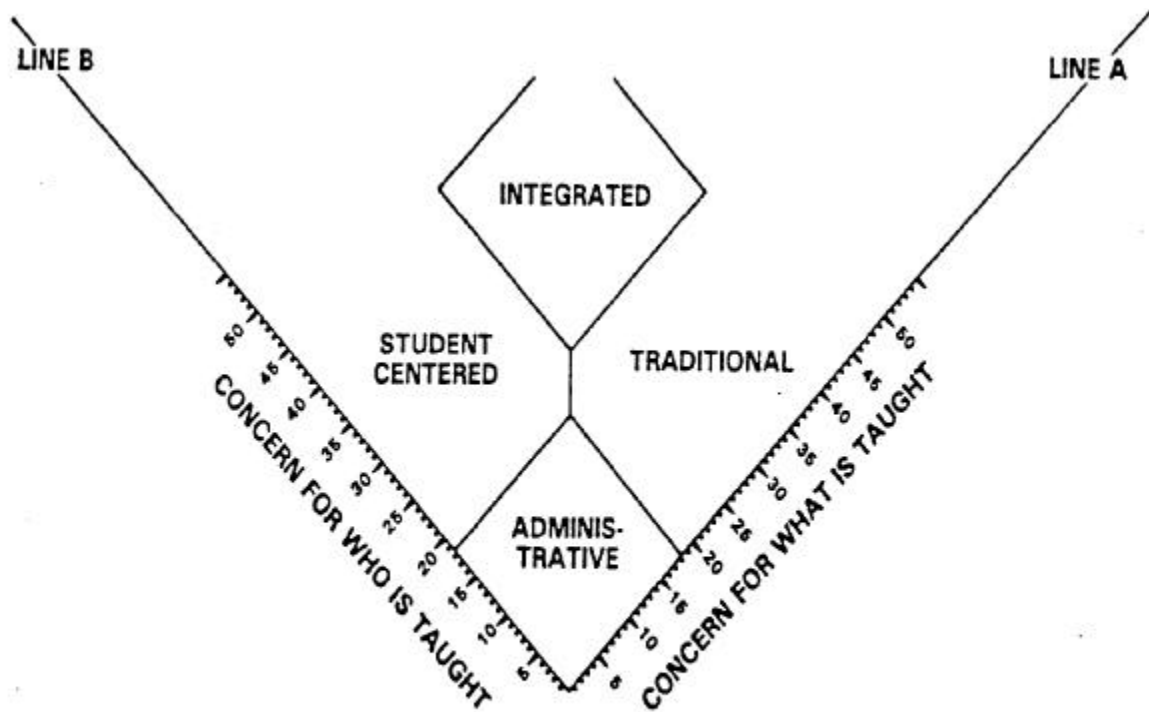 LINE B
LINE A
INTEGRATED
STUDENT
CENTERED
TRADITIONAL
ADMINIS-
TRATIVE
50
45
40
35
30
25
20
15
10
5
CONCERN FOR WHO IS TAUGHT
5
10
15
20
25
30
35
40
45
50
CONCERN FOR WHAT IS TAUGHT